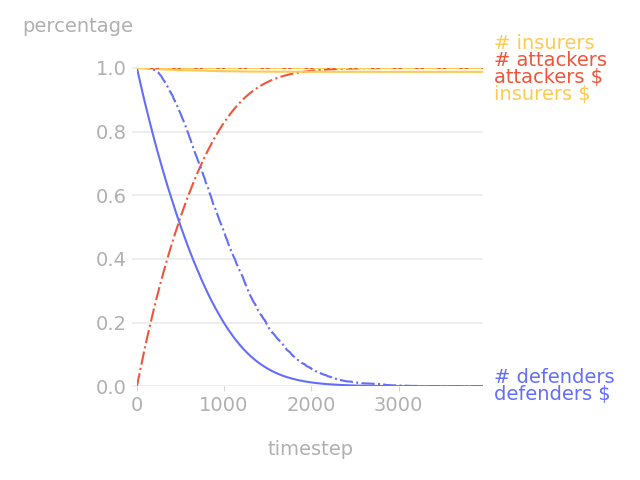 percentage
# insurers
# attackers
attackers $
insurers $
1.0
0.8
0.6
0.4
0.2
0.0
# defenders
defenders $
0
1000
2000
3000
timestep